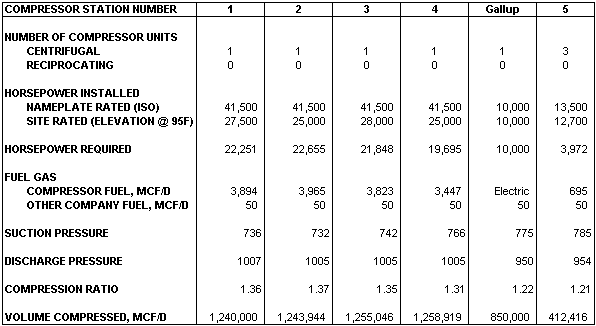 COMPRESSOR STATION NUMBER 1 2 3 4 Gallup 5
NUMBER OF COMPRESSOR UNITS
CENTRIFUGAL 1 1 1 1 1 3
RECIPROCATING 0 0 0 0 0 0
HORSEPOWER INSTALLED
NAMEPLATE RATED (ISO) 41,500 41,500 41,500 41,500 10,000 13,500
SITE RATED (ELEVATION @ 95F) 27,500 25,000 28,000 25,000 10,000 12,700
HORSEPOWER REQUIRED 22,251 22,655 21,848 19,695 10,000 3,972
FUEL GAS
COMPRESSOR FUEL, MCF/D 3,894 3,965 3,823 3,447 Electric 695
OTHER COMPANY FUEL, MCF/D 50 50 50 50 50 50
SUCTION PRESSURE 736 732 742 766 775 785
DISCHARGE PRESSURE 1007 1005 1005 1005 950 954
COMPRESSION RATIO 1.36 1.37 1.35 1.31 1.22 1.21
VOLUME COMPRESSED, MCF/D 1,240,000 1,243,944 1,255,046 1,258,919 850,000 412,416